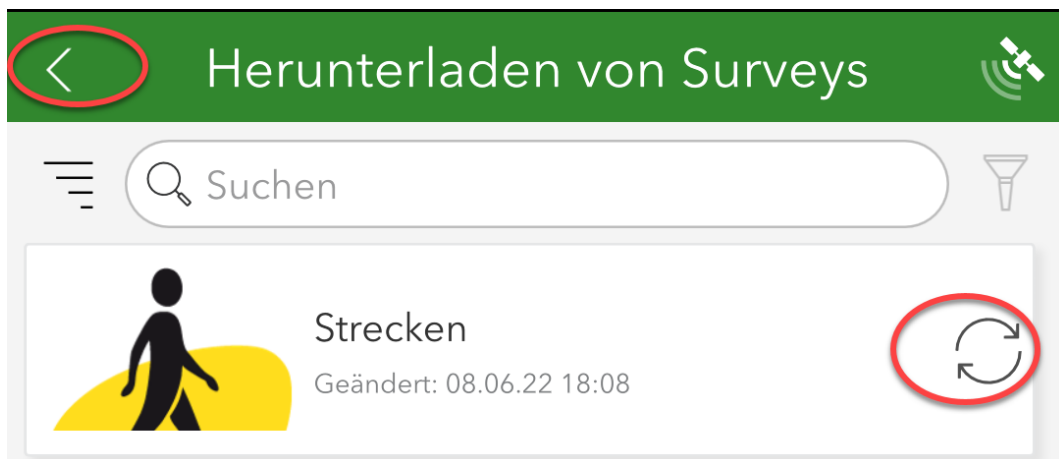 Herunterladen von Surveys
Suchen
Strecken
Geändert: 08.06.22 18:08